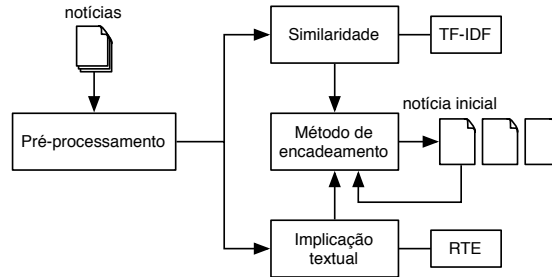 notícias
Similaridade
TF-IDF
notícia inicial
Pré-processamento
Método de
encadeamento
Implicação
textual
RTE